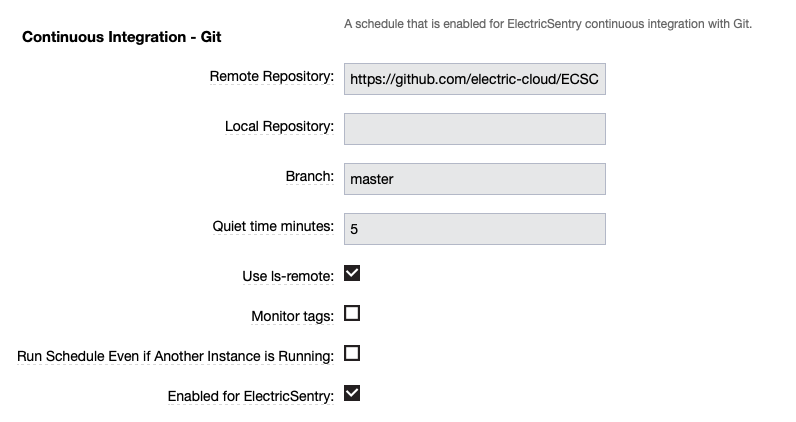 A schedule that is enabled for ElectricSentry continuous integration with Git.
Continuous Integration - Git
Remote Repository: https://github.com/electric-cloud/ECSC
Local Repository:
Branch: master
Quiet time minutes: 5
Use ls-remote:
Monitor tags:
Run Schedule Even if Another Instance is Running:
Enabled for ElectricSentry: